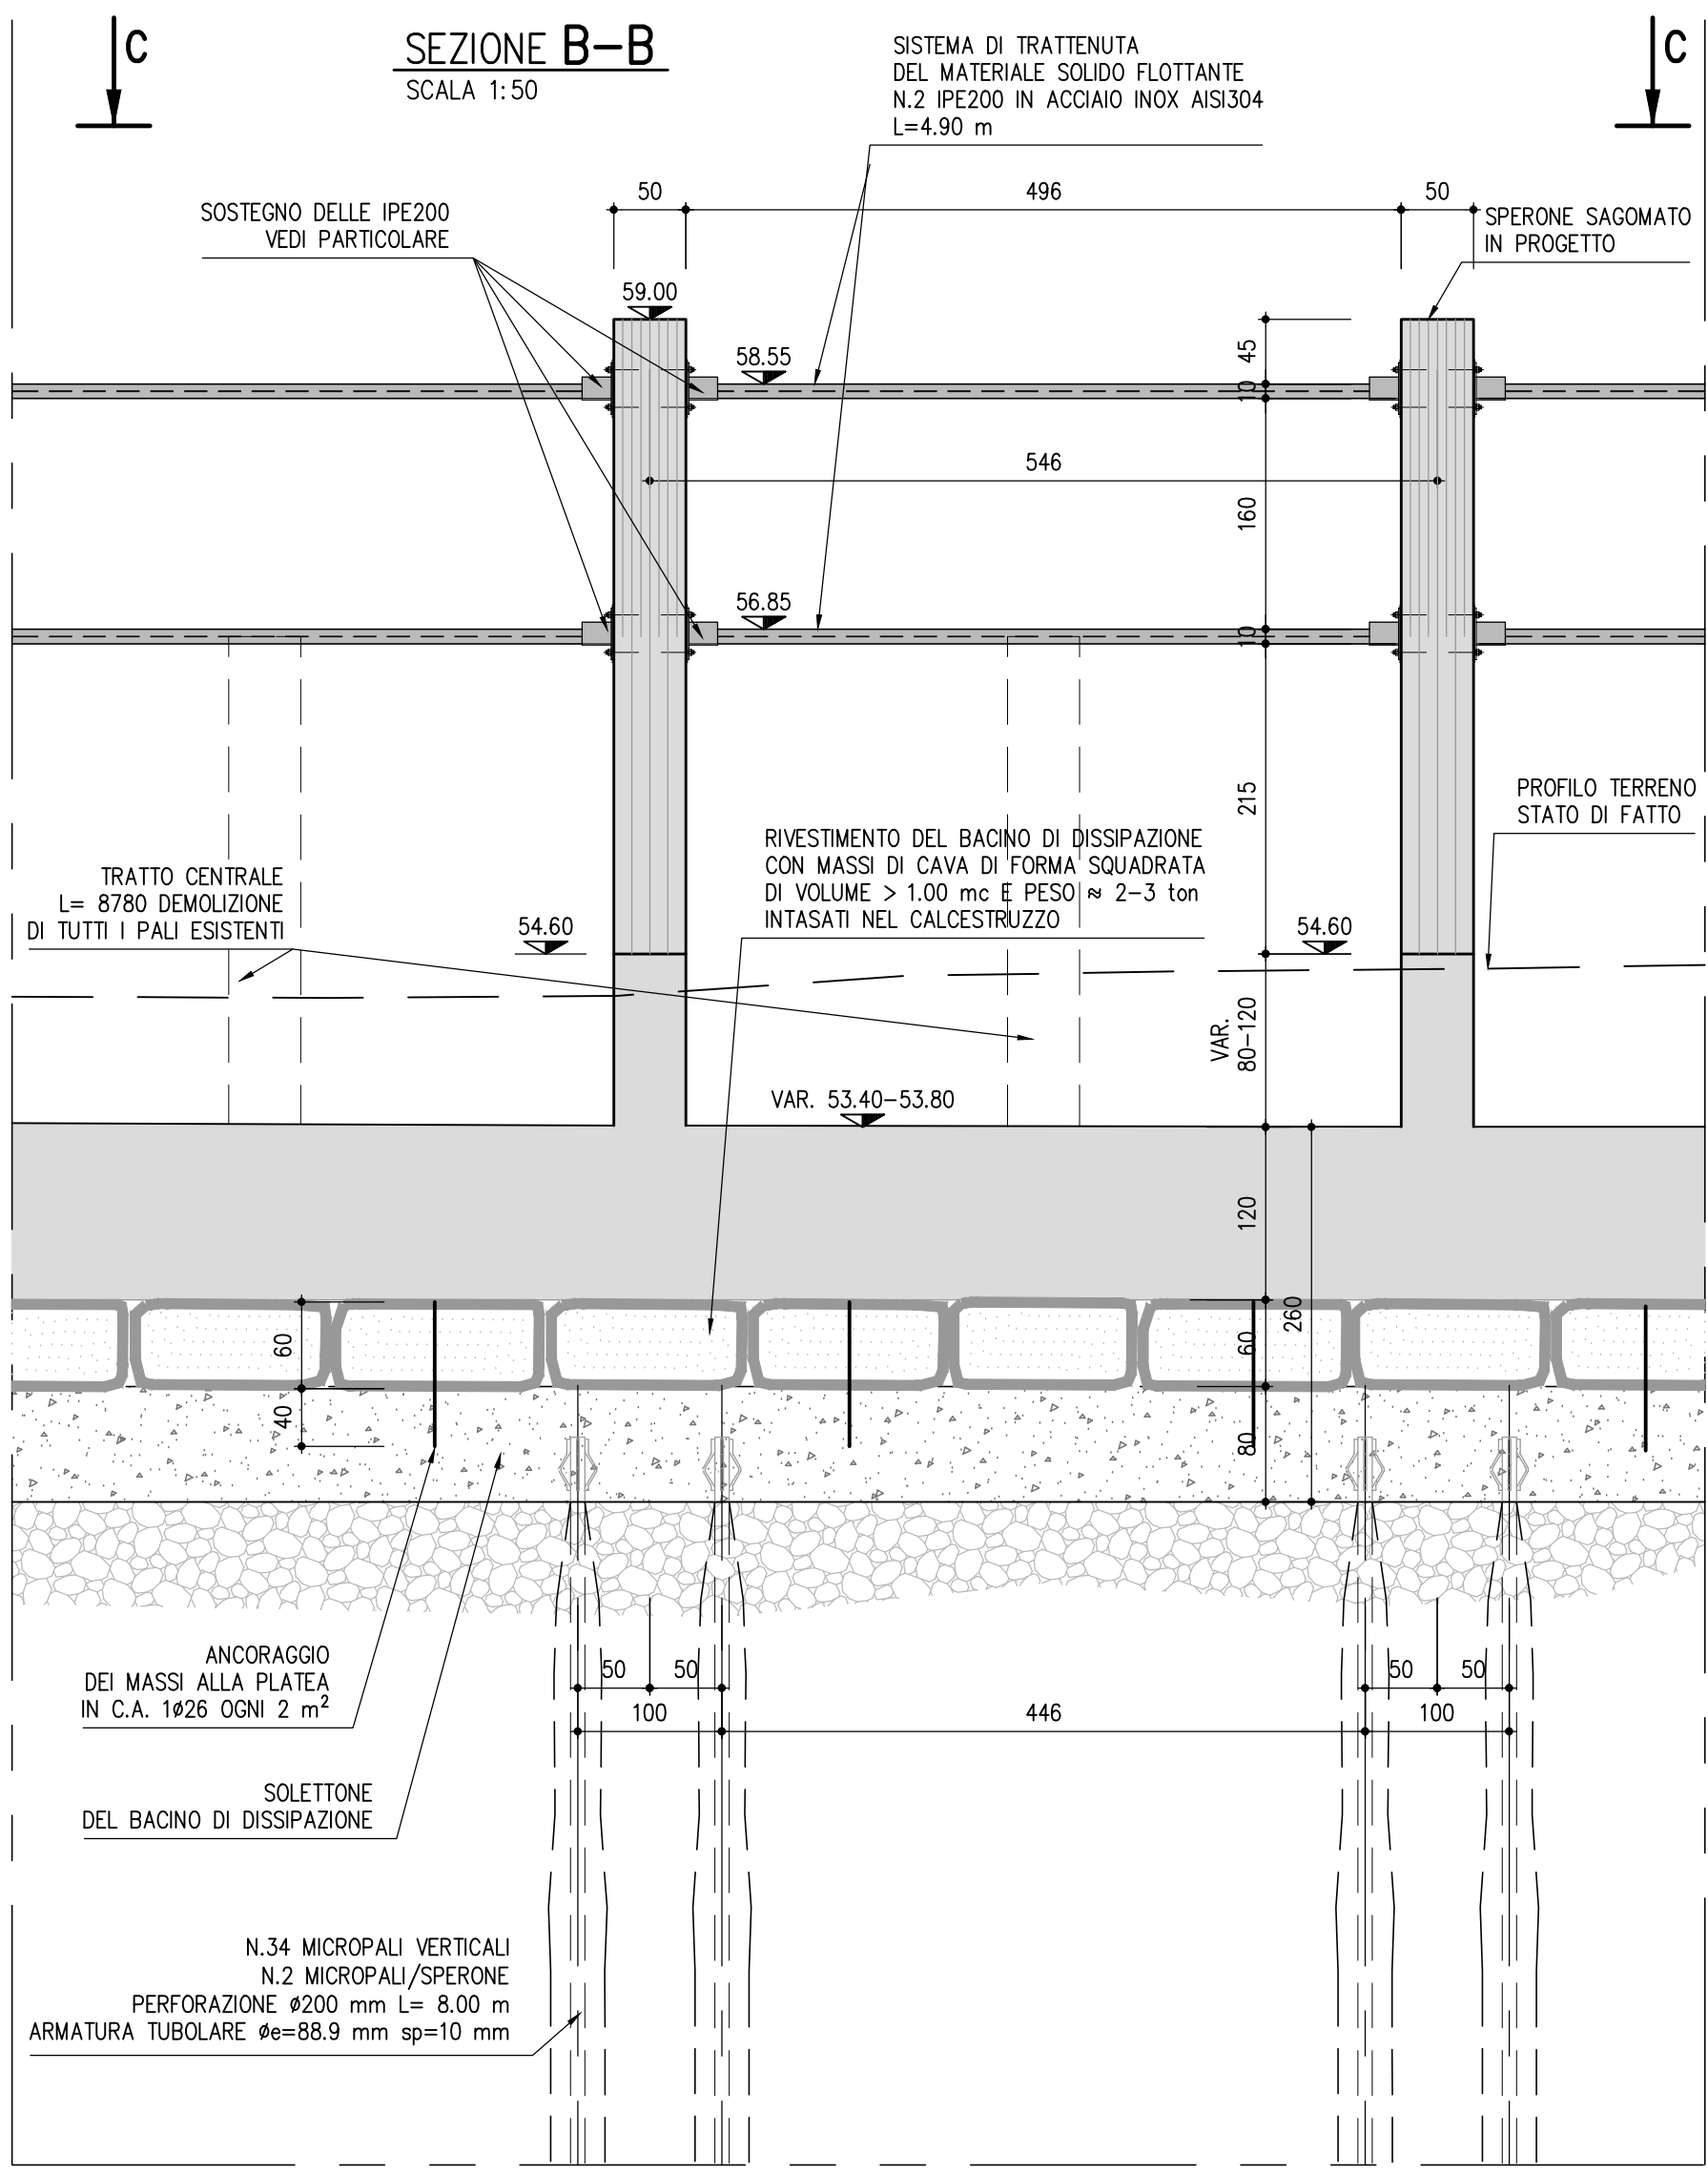 C
SEZIONE B-B
SCALA 1:50
C
SISTEMA DI TRATTENUTA
DEL MATERIALE SOLIDO FLOTTANTE
N.2 IPE200 IN ACCIAIO INOX AISI304
L=4.90 m
50
496
50
SOSTEGNO DELLE IPE200
VEDI PARTICOLARE
SPERONE SAGOMATO
IN PROGETTO
59.00
58.55
45
10
546
160
56.85
10
215
PROFILO TERRENO
STATO DI FATTO
RIVESTIMENTO DEL BACINO DI DISSIPAZIONE
CON MASSI DI CAVA DI FORMA SQUADRATA
DI VOLUME > 1.00 mc E PESO ≈ 2-3 ton
INTASATI NEL CALCESTRUZZO
TRATTO CENTRALE
L= 8780 DEMOLIZIONE
DI TUTTI I PALI ESISTENTI
54.60
54.60
VAR.
80-120
VAR. 53.40-53.80
120
260
60
60
40
80
ANCORAGGIO
DEI MASSI ALLA PLATEA
IN C.A. 1ø26 OGNI 2 m²
50
50
50
50
100
446
100
SOLETTONE
DEL BACINO DI DISSIPAZIONE
N.34 MICROPALI VERTICALI
N.2 MICROPALI/SPERONE
PERFORAZIONE ø200 mm L= 8.00 m
ARMATURA TUBOLARE øe=88.9 mm sp=10 mm